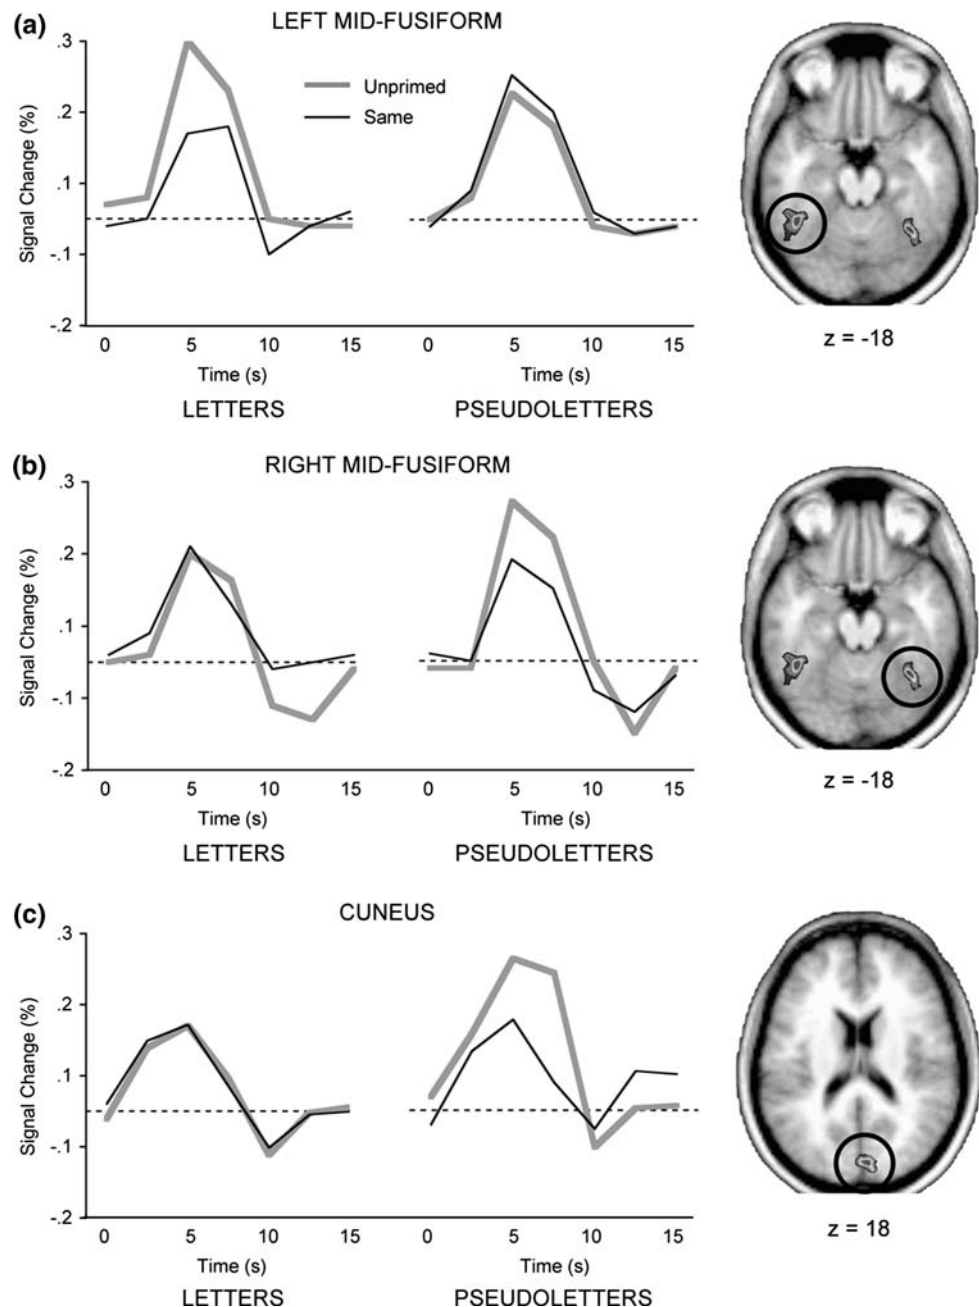 (a)
LEFT MID-FUSIFORM
.3
.2
.1
-.1
-.2
Signal Change (%)
Unprimed
Same
0 5 10 15
0 5 10 15
Time (s)
Time (s)
LETTERS
PSEUDOLETTERS
z = -18
(b)
RIGHT MID-FUSIFORM
.3
.2
.1
-.1
-.2
Signal Change (%)
0 5 10 15
0 5 10 15
Time (s)
Time (s)
LETTERS
PSEUDOLETTERS
z = -18
(c)
CUNEUS
.3
.2
.1
-.1
-.2
Signal Change (%)
0 5 10 15
0 5 10 15
Time (s)
Time (s)
LETTERS
PSEUDOLETTERS
z = 18